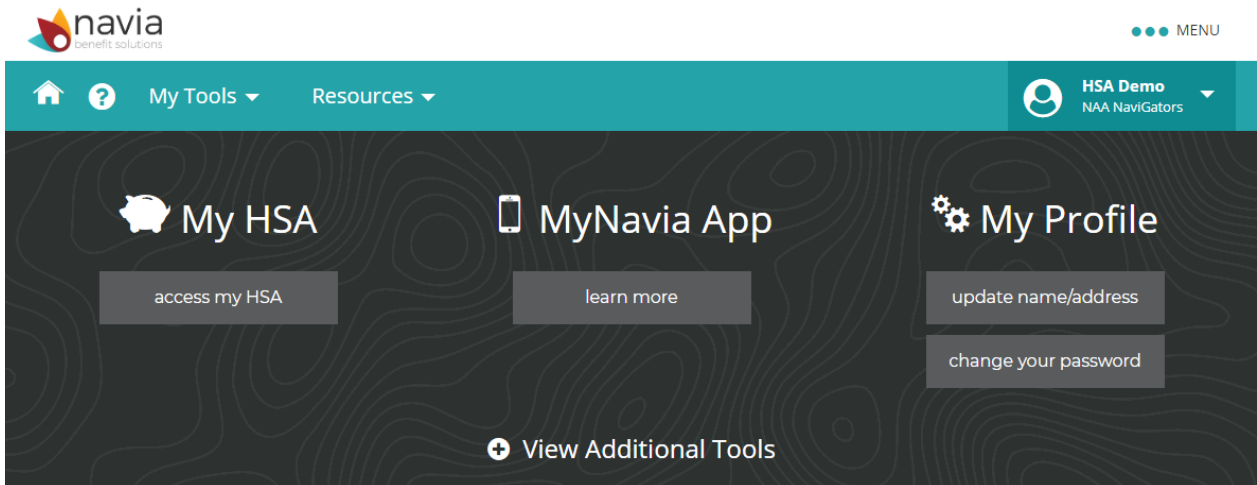 navia
benefit solutions
MENU
My Tools
Resources
HSA Demo
NAA NaviGators
My HSA
MyNavia App
My Profile
access my HSA
learn more
update name/address
change your password
View Additional Tools